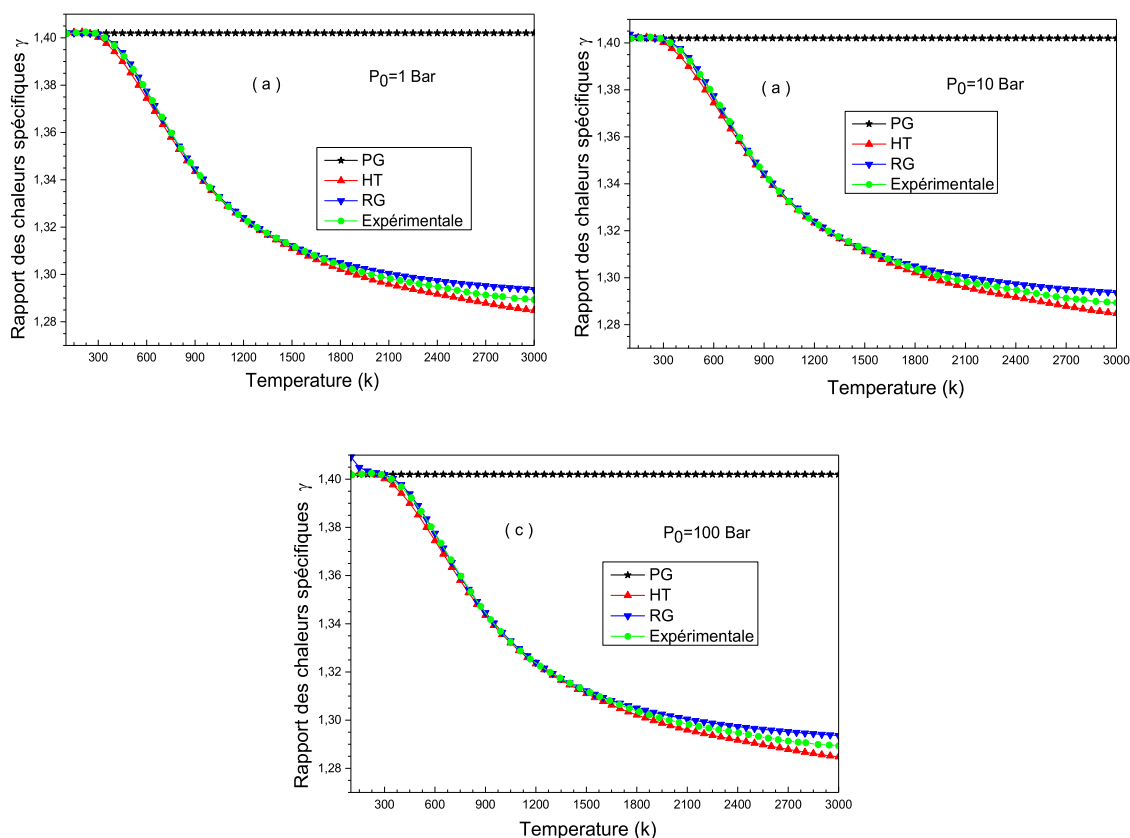 Rapport des chaleurs spécifiques γ
1,40
1,38
1,36
1,34
1,32
1,30
1,28
( a )
P0=1 Bar
PG
HT
RG
Expérimentale
300 600 900 1200 1500 1800 2100 2400 2700 3000
Temperature (k)
Rapport des chaleurs spécifiques γ
1,40
1,38
1,36
1,34
1,32
1,30
1,28
( a )
P0=10 Bar
PG
HT
RG
Expérimentale
300 600 900 1200 1500 1800 2100 2400 2700 3000
Temperature (k)
Rapport des chaleurs spécifiques γ
1,40
1,38
1,36
1,34
1,32
1,30
1,28
( c )
P0=100 Bar
PG
HT
RG
Expérimentale
300 600 900 1200 1500 1800 2100 2400 2700 3000
Temperature (k)